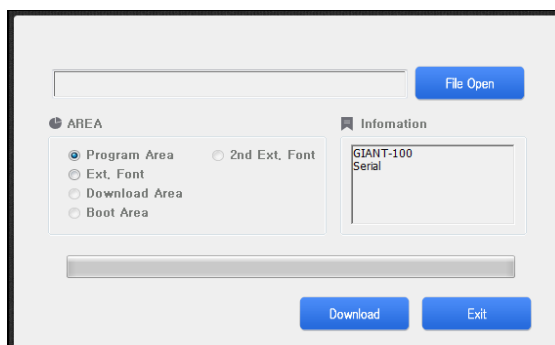 File Open
AREA
Infomation
Program Area
2nd Ext. Font
Ext. Font
Download Area
Boot Area
GIANT-100
Serial
Download
Exit